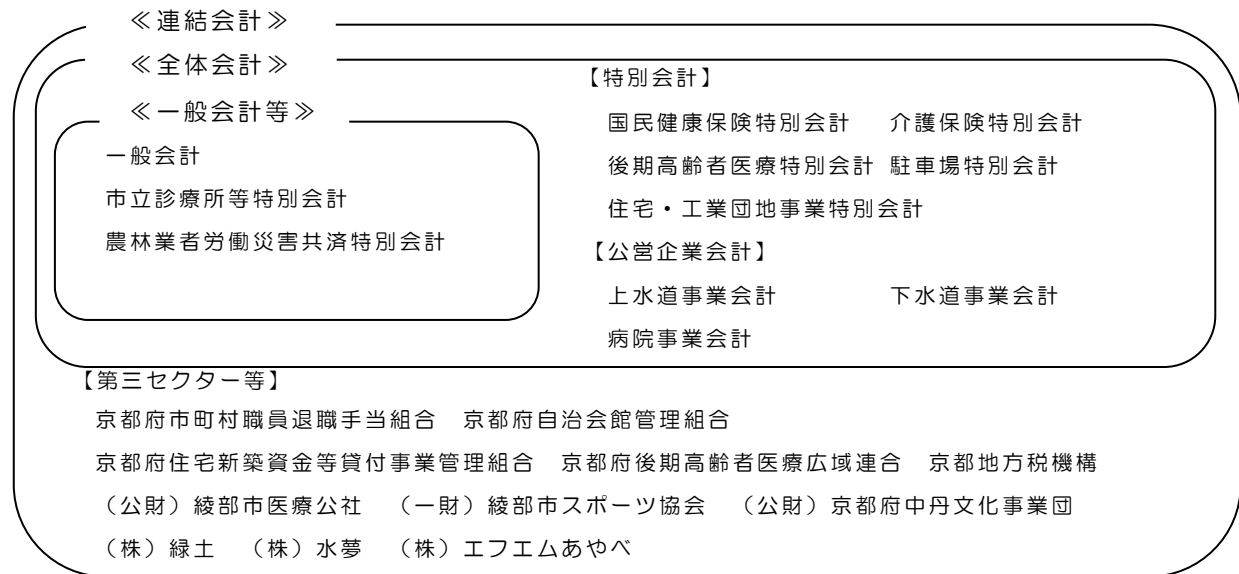 ≪連結会計≫
≪全体会計≫
≪一般会計等≫
一般会計
市立診療所等特別会計
農林業者労働災害共済特別会計
【特別会計】
国民健康保険特別会計 介護保険特別会計
後期高齢者医療特別会計 駐車場特別会計
住宅・工業団地事業特別会計
【公営企業会計】
上水道事業会計 下水道事業会計
病院事業会計
【第三セクター等】
京都府市町村職員退職手当組合 京都府自治会館管理組合
京都府住宅新築資金等貸付事業管理組合 京都府後期高齢者医療広域連合 京都地方税機構
（公財）綾部市医療公社 （一財）綾部市スポーツ協会 （公財）京都府中丹文化事業団
（株）緑土 （株）水夢 （株）エフエムあやべ